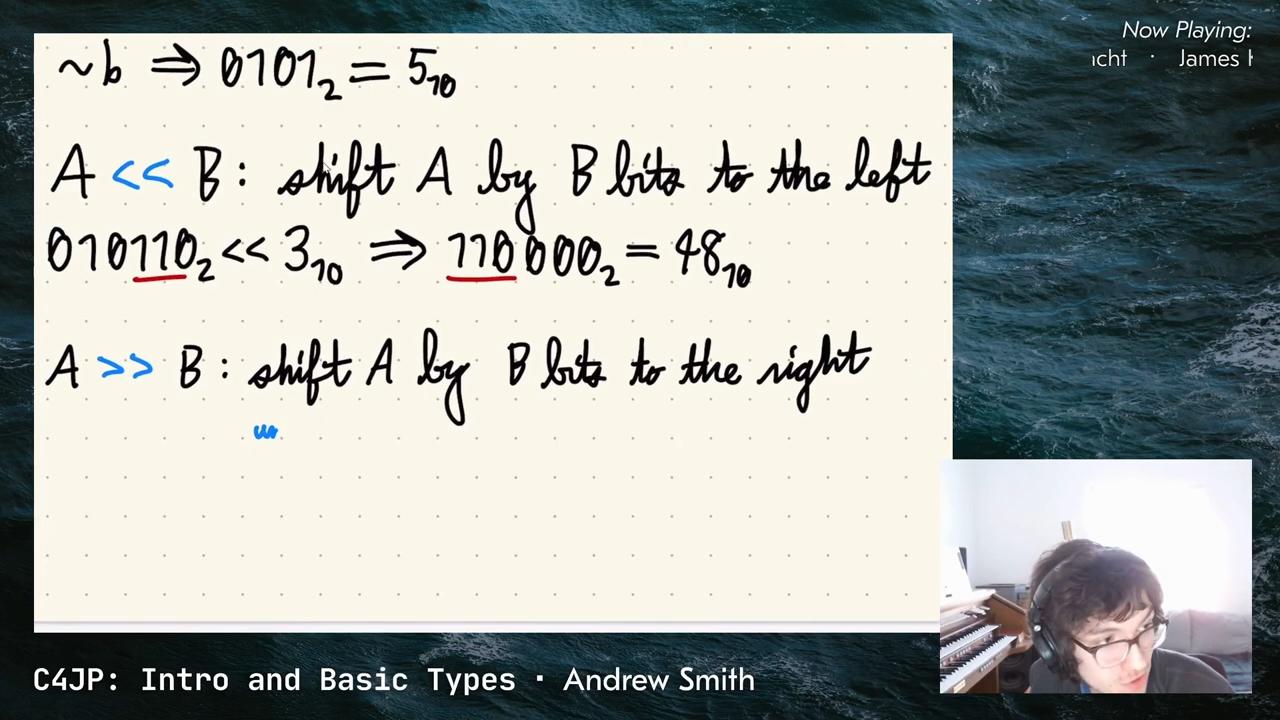 Now Playing:
James
~b ⇒ 0101₂ = 5₁₀
A << B: shift A by B bits to the left
010110₂ << 3₁₀ ⇒ 110000₂ = 48₁₀
A >> B: shift A by B bits to the right
C4JP: Intro and Basic Types · Andrew Smith